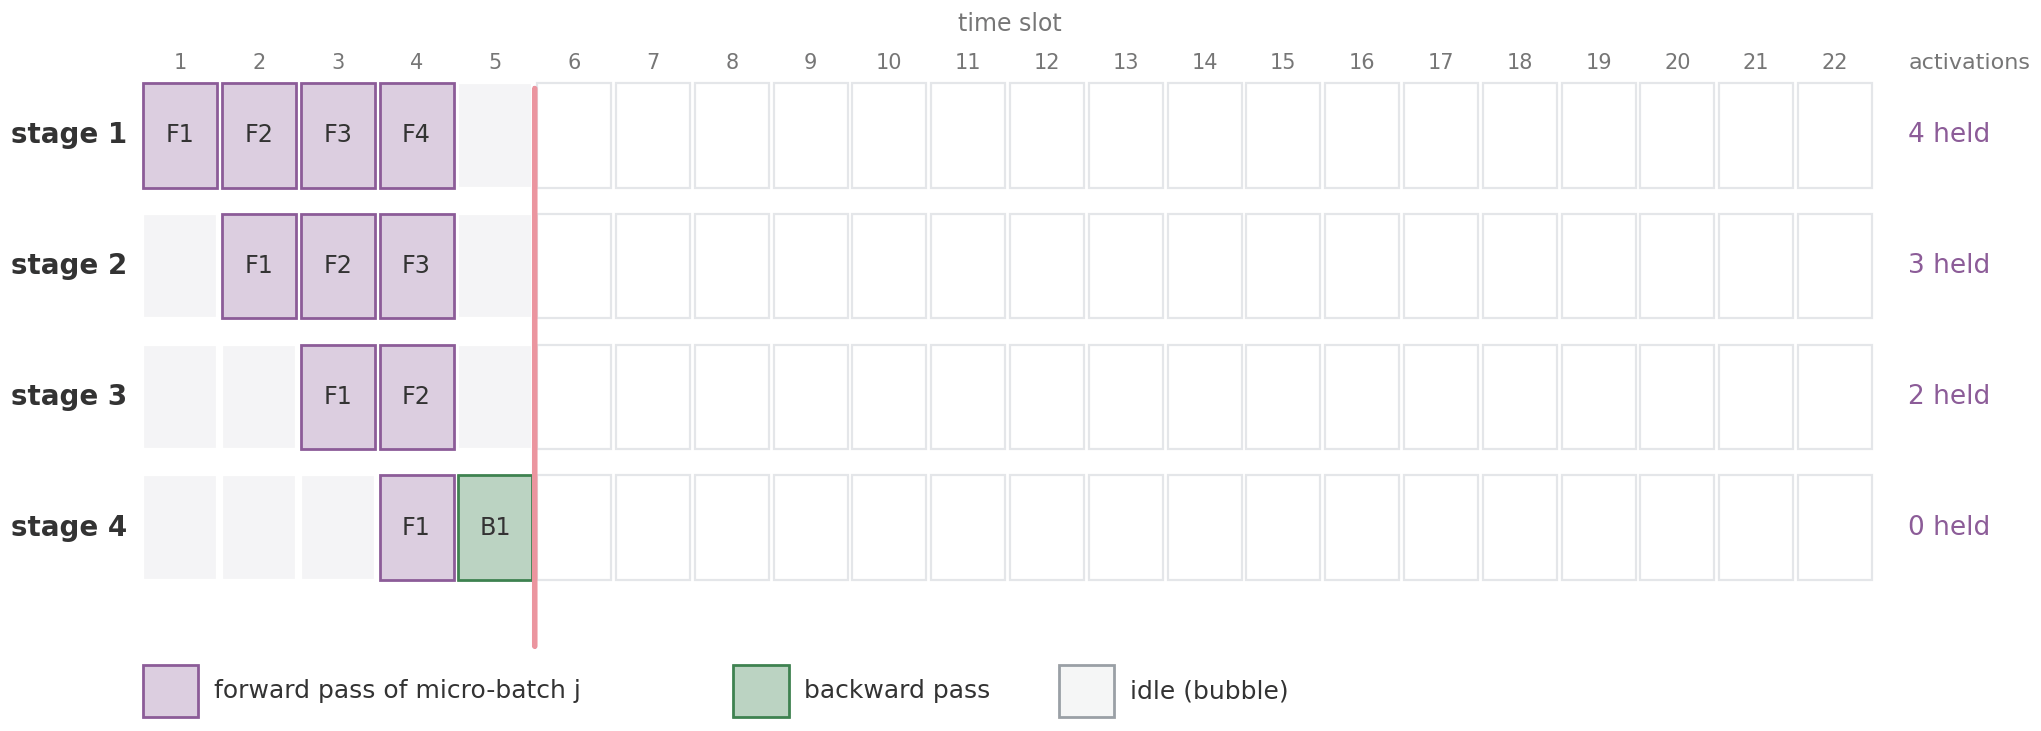 time slot
1 2 3 4 5 6 7 8 9 10 11 12 13 14 15 16 17 18 19 20 21 22 activations
stage 1 F1 F2 F3 F4 4 held
stage 2 F1 F2 F3 3 held
stage 3 F1 F2 2 held
stage 4 F1 B1 0 held
forward pass of micro-batch j backward pass idle (bubble)